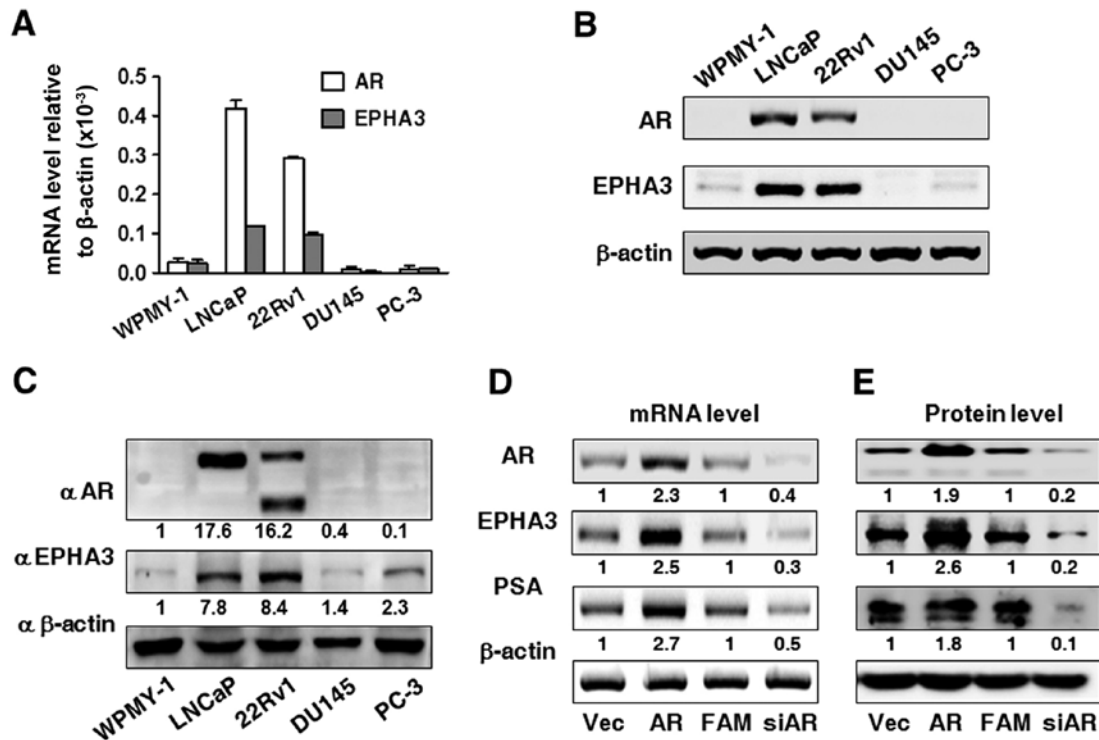 A
mRNA level relative
to β-actin (x10-3)
0.5
0.4
0.3
0.2
0.1
0.0
AR
EPHA3
WPMY-1 LNCaP 22Rv1 DU145 PC-3
B
WPMY-1 LNCaP 22Rv1 DU145 PC-3
AR
EPHA3
β-actin
C
α AR
1 17.6 16.2 0.4 0.1
α EPHA3
1 7.8 8.4 1.4 2.3
α β-actin
WPMY-1 LNCaP 22Rv1 DU145 PC-3
D
mRNA level
AR
1 2.3 1 0.4
EPHA3
1 2.5 1 0.3
PSA
1 2.7 1 0.5
β-actin
Vec AR FAM siAR
E
Protein level
1 1.9 1 0.2
1 2.6 1 0.2
1 1.8 1 0.1
Vec AR FAM siAR